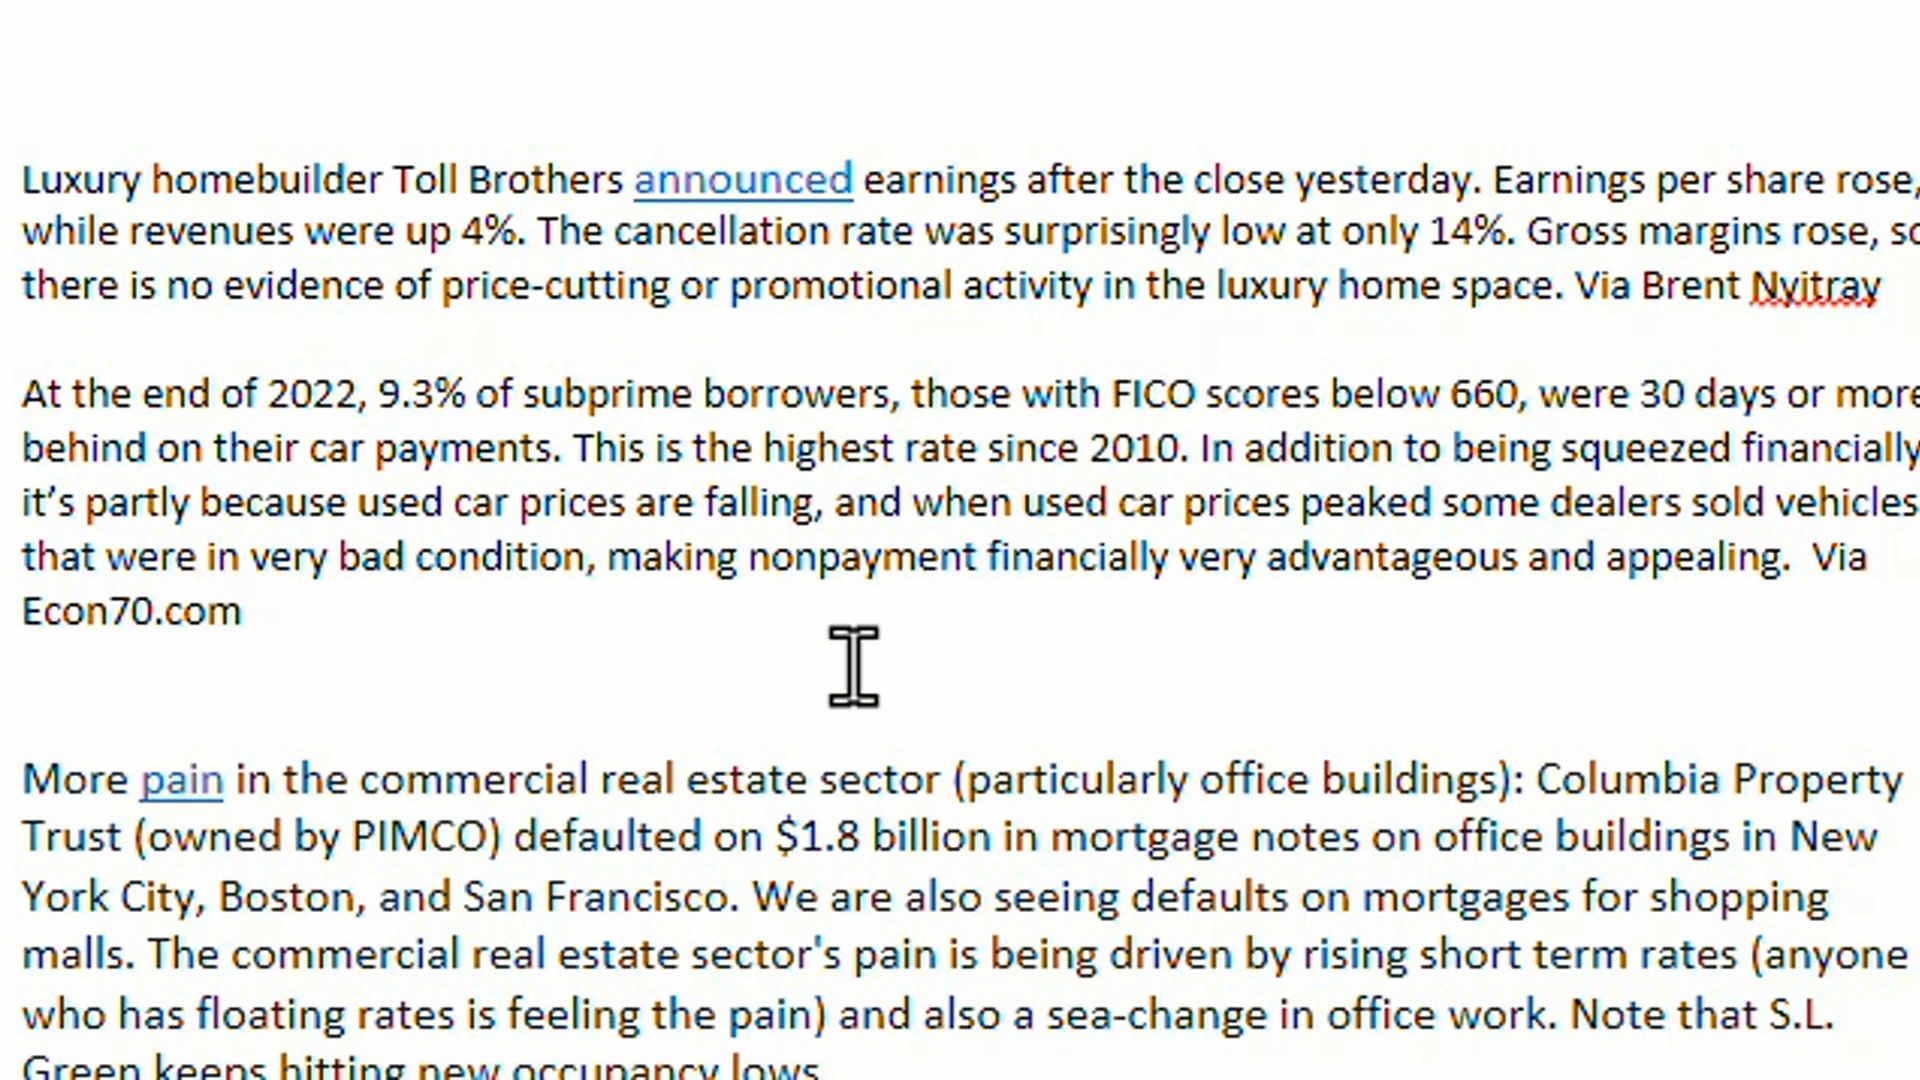 Luxury homebuilder Toll Brothers announced earnings after the close yesterday. Earnings per share rose,
while revenues were up 4%. The cancellation rate was surprisingly low at only 14%. Gross margins rose, so
there is no evidence of price-cutting or promotional activity in the luxury home space. Via Brent Nyitray
At the end of 2022, 9.3% of subprime borrowers, those with FICO scores below 660, were 30 days or more
behind on their car payments. This is the highest rate since 2010. In addition to being squeezed financially
it’s partly because used car prices are falling, and when used car prices peaked some dealers sold vehicles
that were in very bad condition, making nonpayment financially very advantageous and appealing.  Via
Econ70.com
More pain in the commercial real estate sector (particularly office buildings): Columbia Property
Trust (owned by PIMCO) defaulted on $1.8 billion in mortgage notes on office buildings in New
York City, Boston, and San Francisco. We are also seeing defaults on mortgages for shopping
malls. The commercial real estate sector's pain is being driven by rising short term rates (anyone
who has floating rates is feeling the pain) and also a sea-change in office work. Note that S.L.
Green keeps hitting new occupancy lows